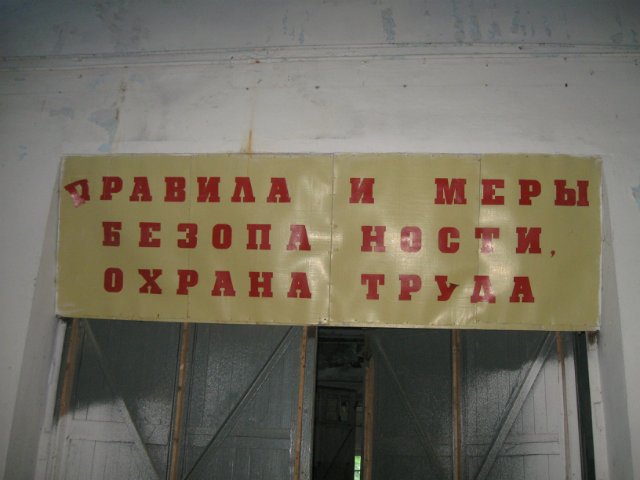 ПРАВИЛА И МЕРЫ
БЕЗОПА НОСТИ,
ОХРАНА ТРУДА